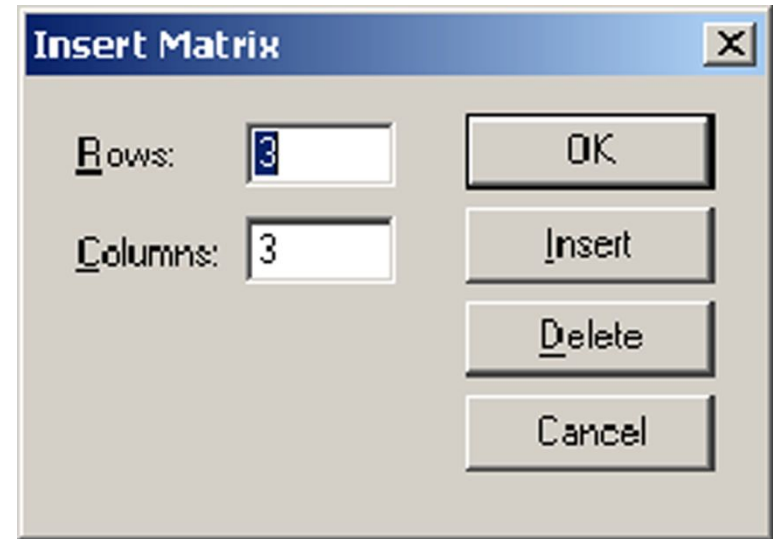 Insert Matrix
Rows: 3
OK
Columns: 3
Insert
Delete
Cancel